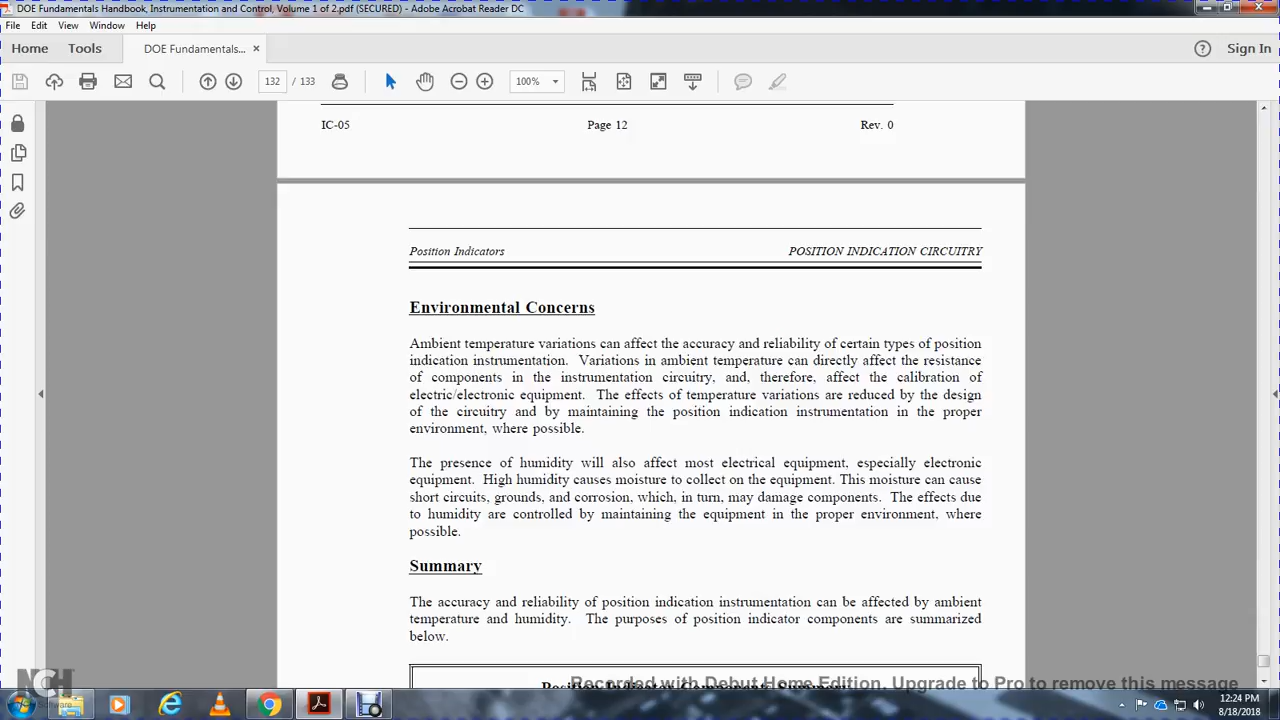 DOE Fundamentals Handbook, Instrumentation and Control, Volume 1 of 2.pdf (SECURED) - Adobe Acrobat Reader DC
File Edit View Window Help
Home Tools DOE Fundamentals... × Sign In
132 / 133 100%
IC-05 Page 12 Rev. 0
Position Indicators POSITION INDICATION CIRCUITRY
Environmental Concerns
Ambient temperature variations can affect the accuracy and reliability of certain types of position
indication instrumentation. Variations in ambient temperature can directly affect the resistance
of components in the instrumentation circuitry, and, therefore, affect the calibration of
electric/electronic equipment. The effects of temperature variations are reduced by the design
of the circuitry and by maintaining the position indication instrumentation in the proper
environment, where possible.
The presence of humidity will also affect most electrical equipment, especially electronic
equipment. High humidity causes moisture to collect on the equipment. This moisture can cause
short circuits, grounds, and corrosion, which, in turn, may damage components. The effects due
to humidity are controlled by maintaining the equipment in the proper environment, where
possible.
Summary
The accuracy and reliability of position indication instrumentation can be affected by ambient
temperature and humidity. The purposes of position indicator components are summarized
below.
Recorded with Debut Home Edition. Upgrade to Pro to remove this message
NCH
Software
12:24 PM
8/18/2018